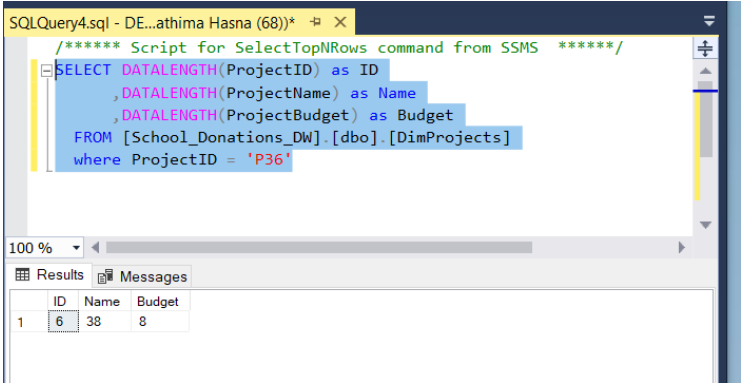 SQLQuery4.sql - DE...athima Hasna (68))*
/****** Script for SelectTopNRows command from SSMS  ******/
SELECT DATALENGTH(ProjectID) as ID
,DATALENGTH(ProjectName) as Name
,DATALENGTH(ProjectBudget) as Budget
FROM [School_Donations_DW].[dbo].[DimProjects]
where ProjectID = 'P36'
100 %
Results Messages
ID Name Budget
1 6 38 8